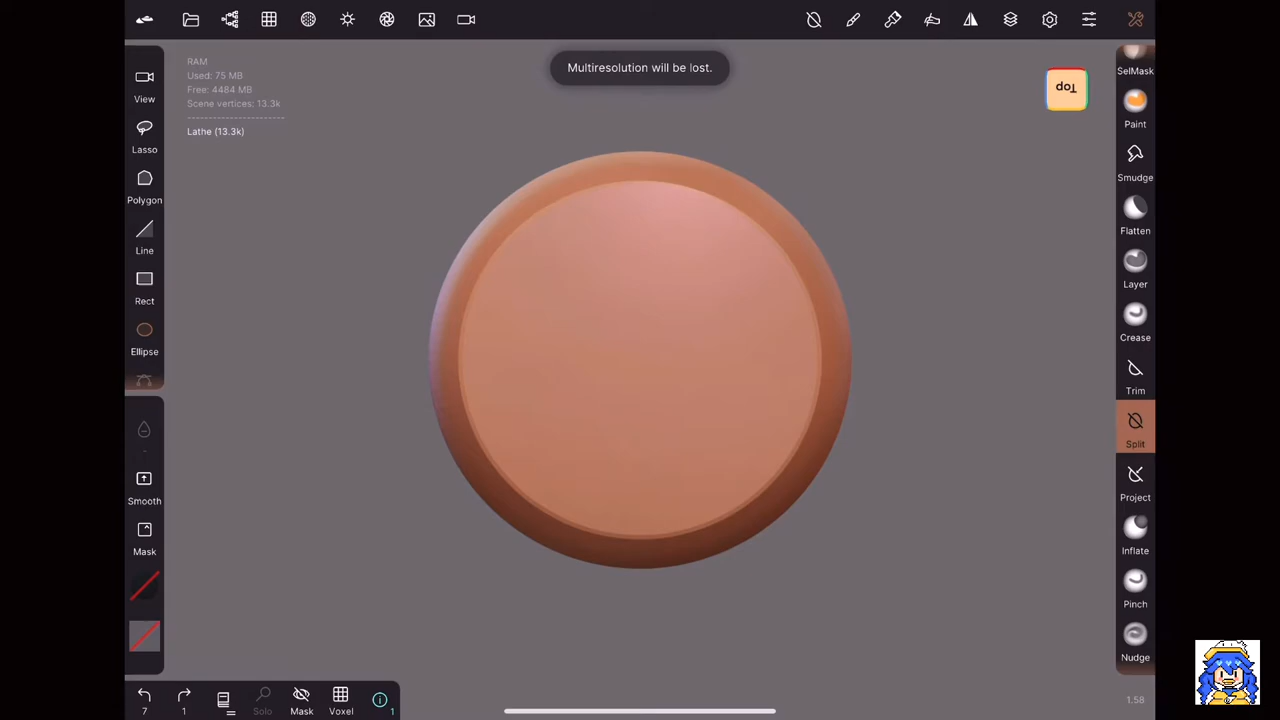 Multiresolution will be lost.
RAM
Used: 75 MB
Free: 4484 MB
Scene vertices: 13.3k
Lathe (13.3k)
Top
View
Lasso
Polygon
Line
Rect
Ellipse
Smooth
Mask
SelMask
Paint
Smudge
Flatten
Layer
Crease
Trim
Split
Project
Inflate
Pinch
Nudge
7
1
Solo
Mask
Voxel
1
1.58